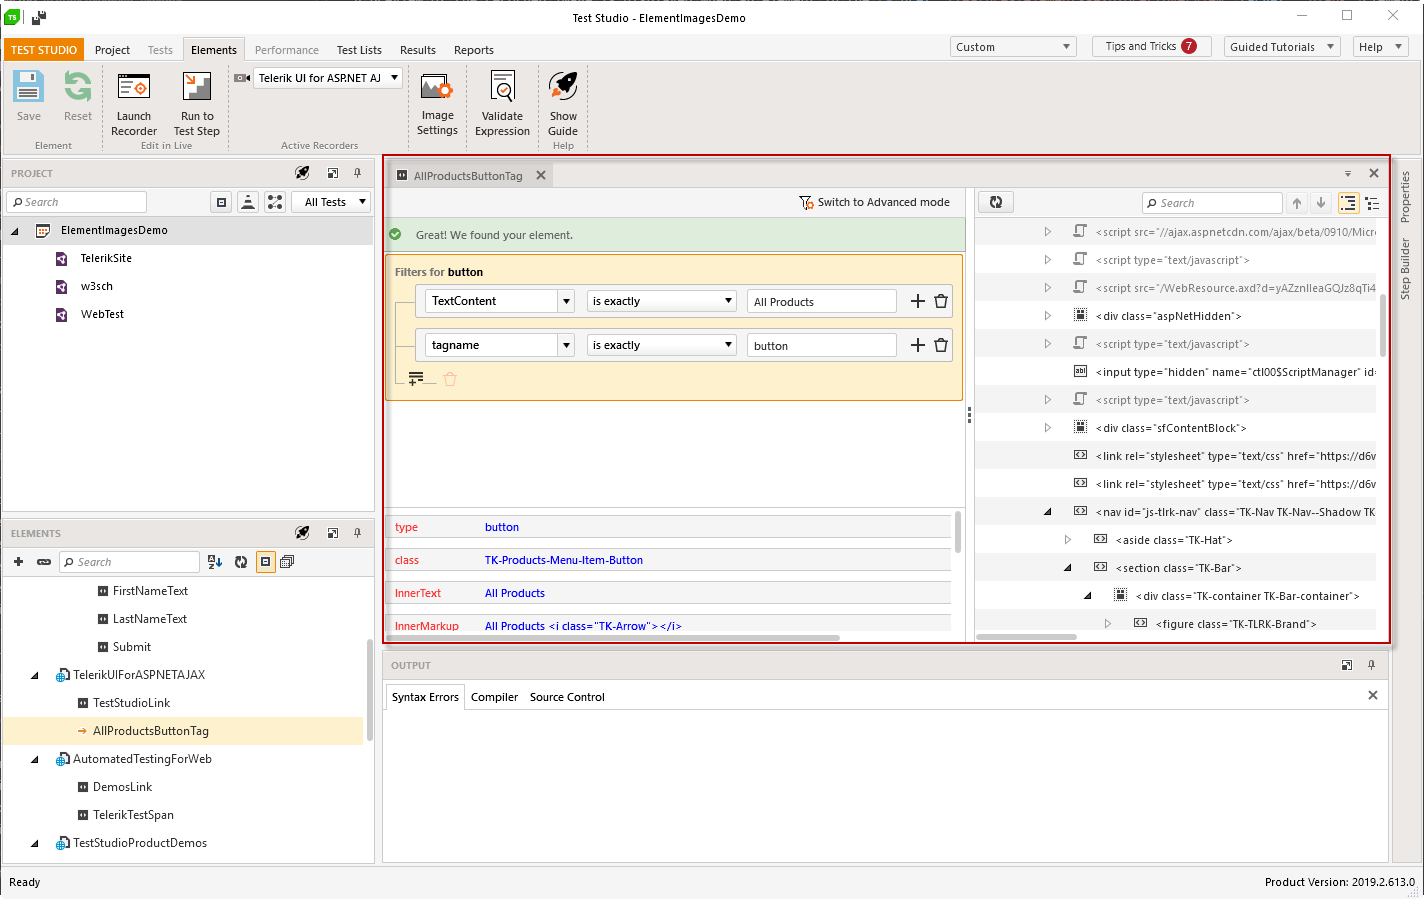 Test Studio - ElementImagesDemo
TEST STUDIO Project Tests Elements Performance Test Lists Results Reports
Custom Tips and Tricks 7 Guided Tutorials Help
Save Reset
Element
Launch Recorder
Run to Test Step
Edit in Live
Telerik UI for ASP.NET AJ
Active Recorders
Image Settings
Validate Expression
Show Guide
Help
PROJECT
Search
All Tests
ElementImagesDemo
TelerikSite
w3sch
WebTest
ELEMENTS
Search
FirstNameText
LastNameText
Submit
TelerikUIForASPNETAJAX
TestStudioLink
AllProductsButtonTag
AutomatedTestingForWeb
DemosLink
TelerikTestSpan
TestStudioProductDemos
AllProductsButtonTag
Switch to Advanced mode
Great! We found your element.
Filters for button
TextContent is exactly All Products
tagname is exactly button
type button
class TK-Products-Menu-Item-Button
InnerText All Products
InnerMarkup All Products <i class="TK-Arrow"></i>
Search
<script src="//ajax.aspnetcdn.com/ajax/beta/0910/Micro
<script type="text/javascript">
<script src="/WebResource.axd?d=yAZznIleaGQJz8qTi4
<div class="aspNetHidden">
<script type="text/javascript">
<input type="hidden" name="ctl00$ScriptManager" id=
<script type="text/javascript">
<div class="sfContentBlock">
<link rel="stylesheet" type="text/css" href="https://d6v
<link rel="stylesheet" type="text/css" href="https://d6v
<nav id="js-tlrk-nav" class="TK-Nav TK-Nav--Shadow TK
<aside class="TK-Hat">
<section class="TK-Bar">
<div class="TK-container TK-Bar-container">
<figure class="TK-TLRK-Brand">
Properties
Step Builder
OUTPUT
Syntax Errors Compiler Source Control
Ready
Product Version: 2019.2.613.0